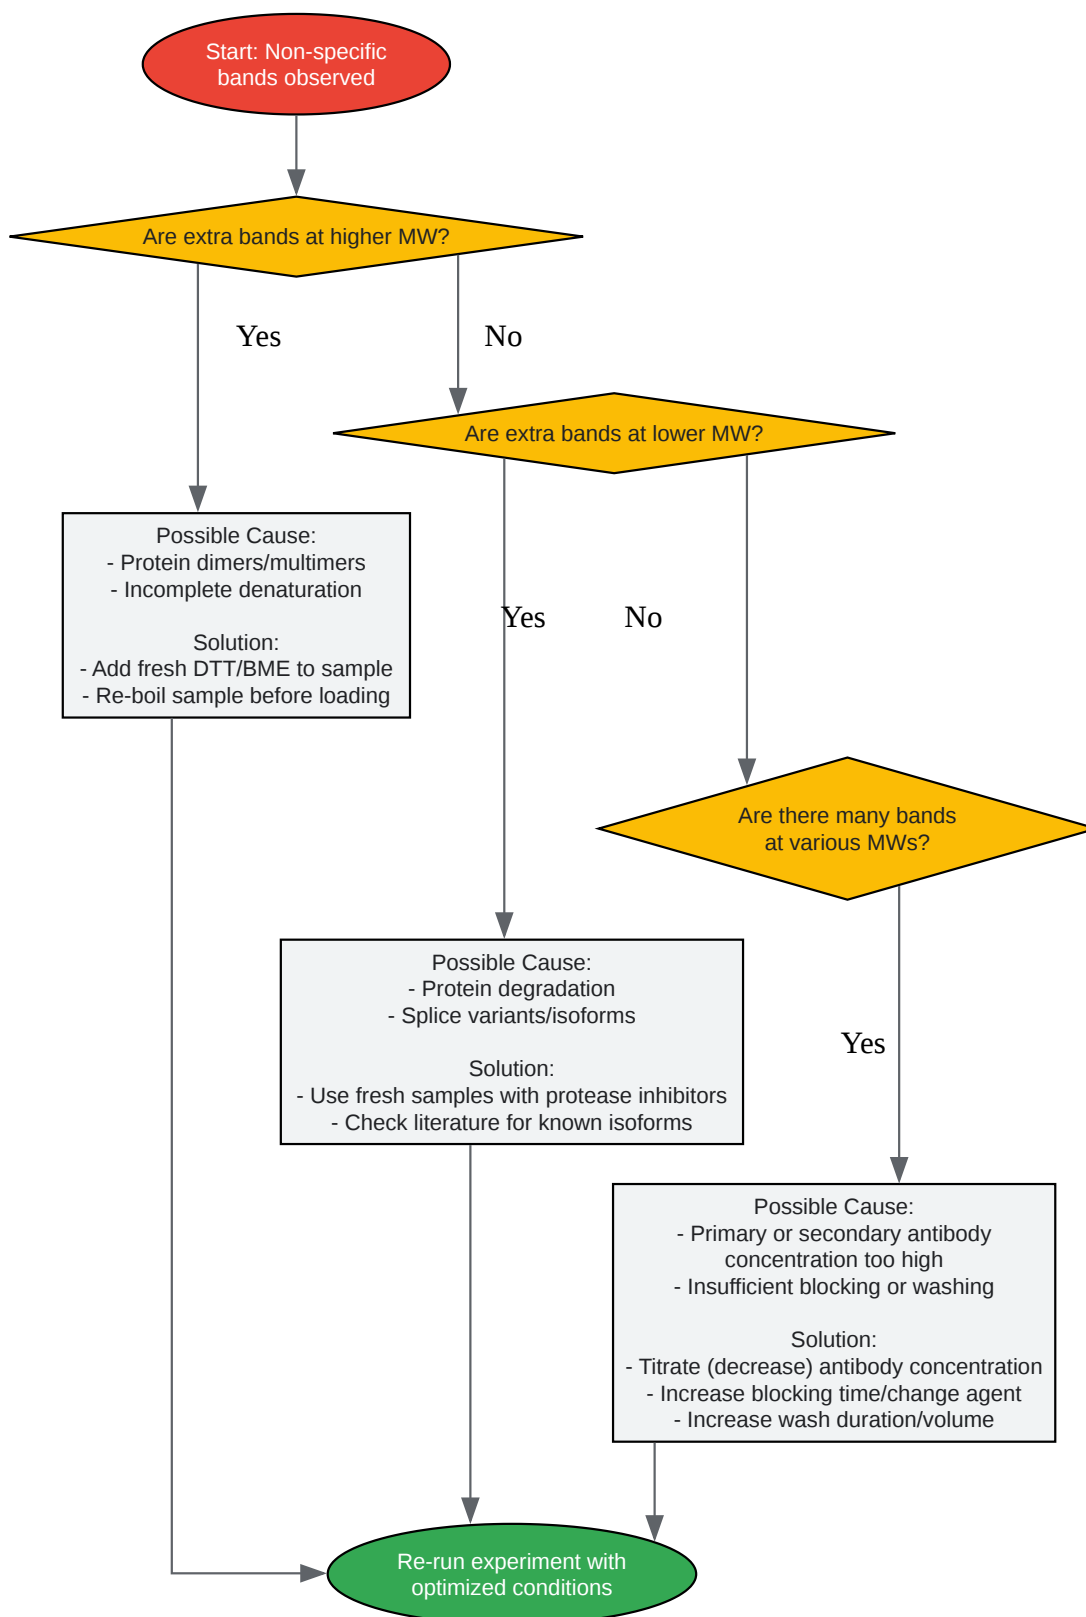 Start: Non-specific
bands observed
Are extra bands at higher MW?
Yes
No
Are extra bands at lower MW?
Possible Cause:
- Protein dimers/multimers
- Incomplete denaturation
Solution:
- Add fresh DTT/BME to sample
- Re-boil sample before loading
Yes
No
Are there many bands
at various MWs?
Possible Cause:
- Protein degradation
- Splice variants/isoforms
Solution:
- Use fresh samples with protease inhibitors
- Check literature for known isoforms
Yes
Possible Cause:
- Primary or secondary antibody
concentration too high
- Insufficient blocking or washing
Solution:
- Titrate (decrease) antibody concentration
- Increase blocking time/change agent
- Increase wash duration/volume
Re-run experiment with
optimized conditions